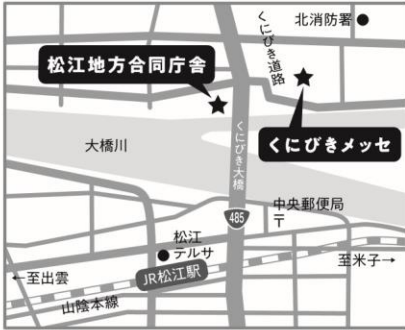 北消防署
くにびき道路
松江地方合同庁舎
くにびきメッセ
大橋川
くにびき大橋
中央郵便局
〒
485
松江
テルサ
JR松江駅
←至出雲
至米子→
山陰本線